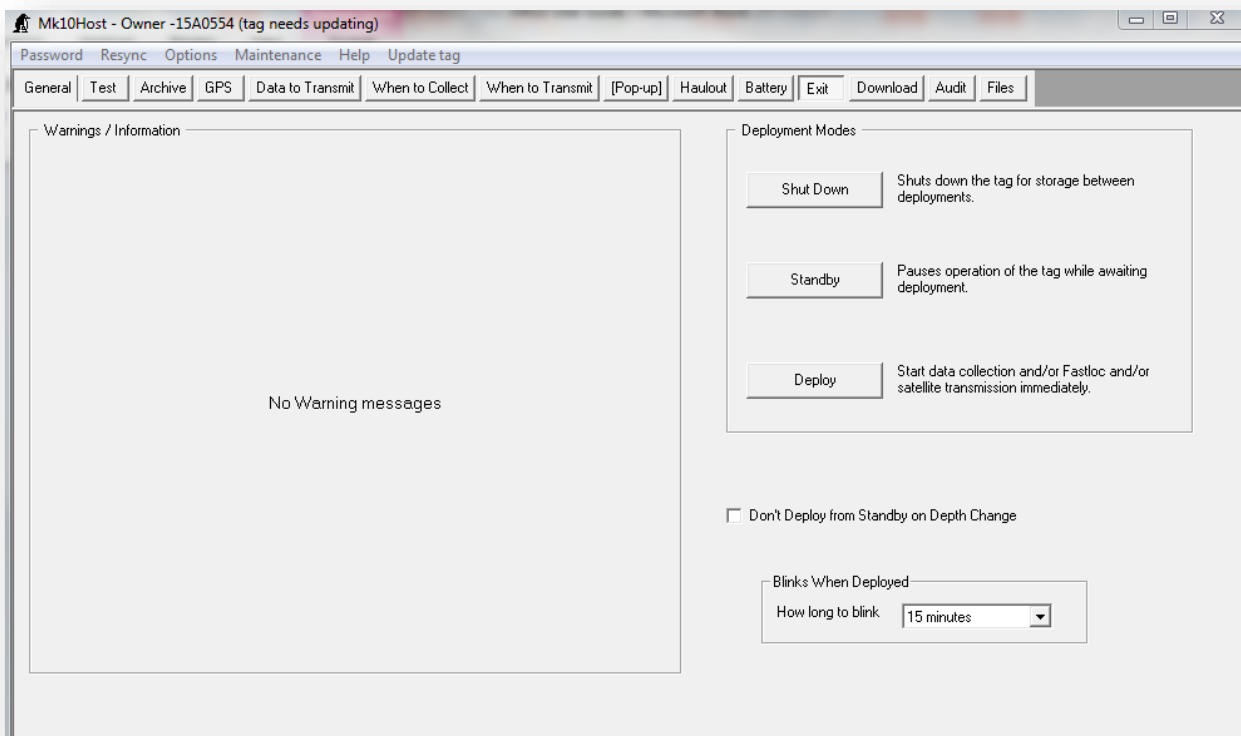 Mk10Host - Owner -15A0554 (tag needs updating)
Password Resync Options Maintenance Help Update tag
General Test Archive GPS Data to Transmit When to Collect When to Transmit [Pop-up] Haulout Battery Exit Download Audit Files
Warnings / Information
No Warning messages
Deployment Modes
Shut Down
Shuts down the tag for storage between
deployments.
Standby
Pauses operation of the tag while awaiting
deployment.
Deploy
Start data collection and/or Fastloc and/or
satellite transmission immediately.
Don't Deploy from Standby on Depth Change
Blinks When Deployed
How long to blink 15 minutes